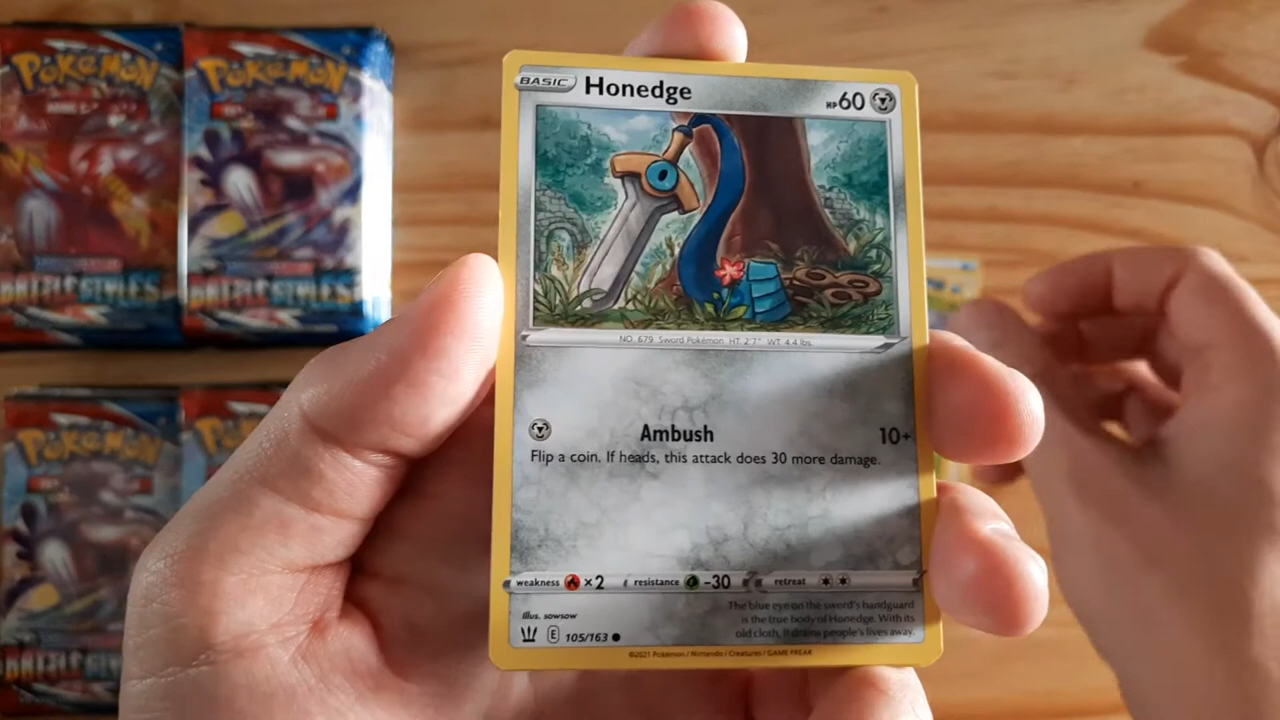 Pokémon
BATTLE STYLES
Pokémon
BATTLE STYLES
Pokémon
BATTLE STYLES
BASIC Honedge HP 60
NO. 679 Sword Pokémon HT: 2'7" WT: 4.4 lbs.
Ambush 10+
Flip a coin. If heads, this attack does 30 more damage.
weakness ×2 resistance -30 retreat
Illus. sowsow
E 105/163
The blue eye on the sword's handguard
is the true body of Honedge. With its
old cloth, it drains people's lives away.
©2021 Pokémon / Nintendo / Creatures / GAME FREAK